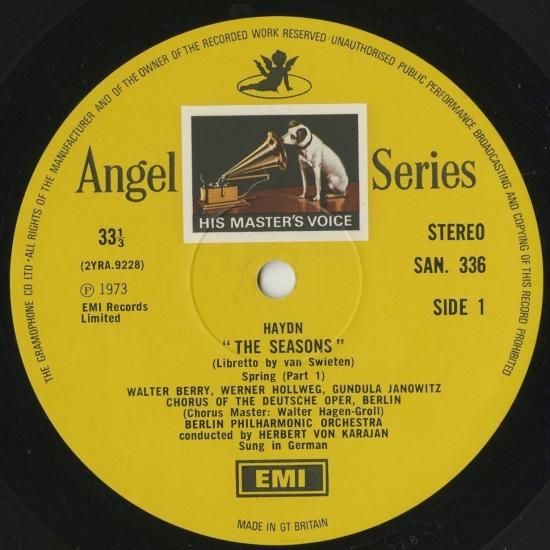 THE GRAMOPHONE CO LTD·ALL RIGHTS OF THE MANUFACTURER AND OF THE OWNER OF THE RECORDED WORK RESERVED·UNAUTHORISED PUBLIC PERFORMANCE BROADCASTING AND COPYING OF THIS RECORD PROHIBITED
Angel Series
HIS MASTER'S VOICE
33⅓
(2YRA.9228)
℗ 1973
EMI Records
Limited
STEREO
SAN. 336
SIDE 1
HAYDN
"THE SEASONS"
(Libretto by van Swieten)
Spring (Part 1)
WALTER BERRY, WERNER HOLLWEG, GUNDULA JANOWITZ
CHORUS OF THE DEUTSCHE OPER, BERLIN
(Chorus Master: Walter Hagen-Groll)
BERLIN PHILHARMONIC ORCHESTRA
conducted by HERBERT VON KARAJAN
Sung in German
EMI
MADE IN GT. BRITAIN